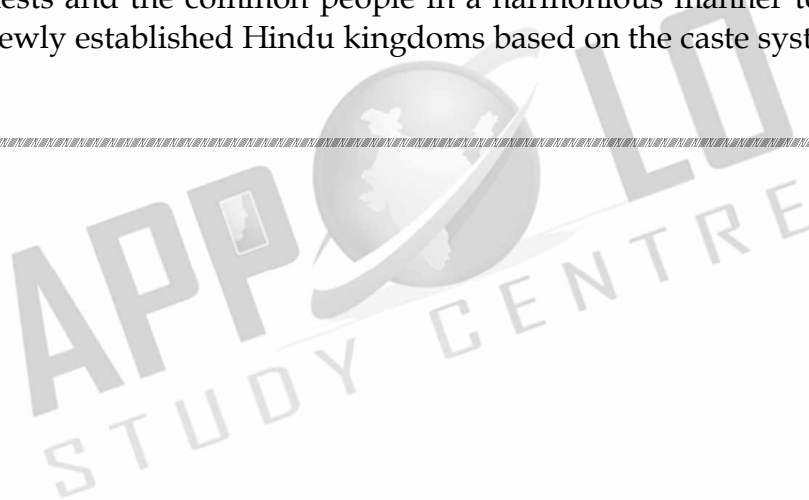 ests and the common people in a harmonious manner to
ewly established Hindu kingdoms based on the caste syst
APPOLO
STUDY CENTRE